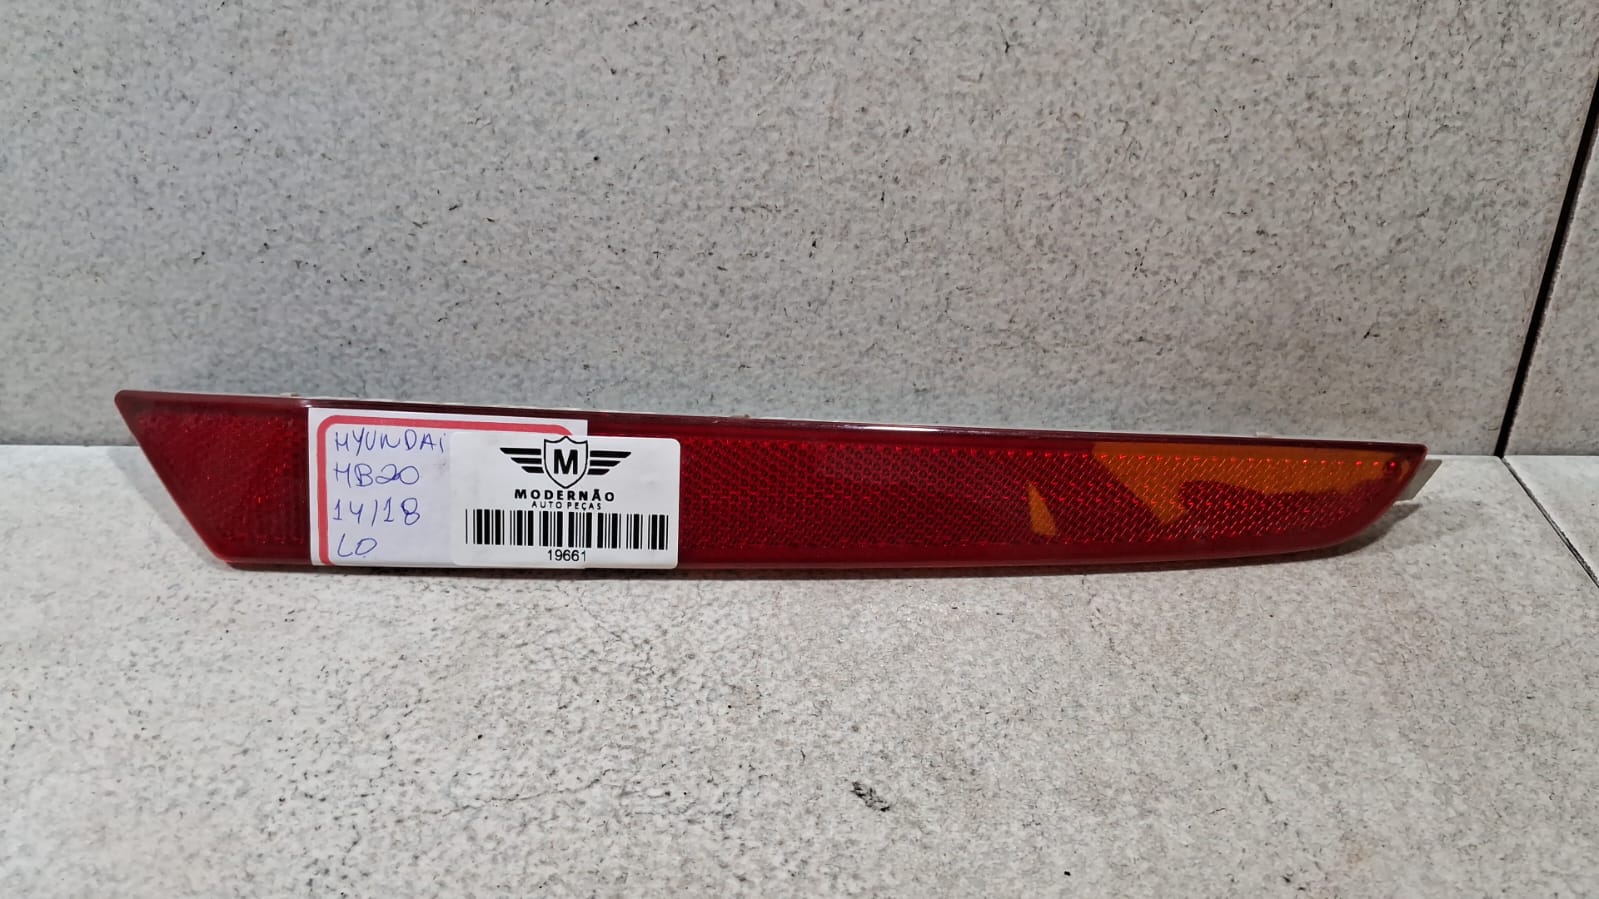 HYUNDAI
HB20
14/18
LD
M
MODERNÃO
AUTO PEÇAS
19661